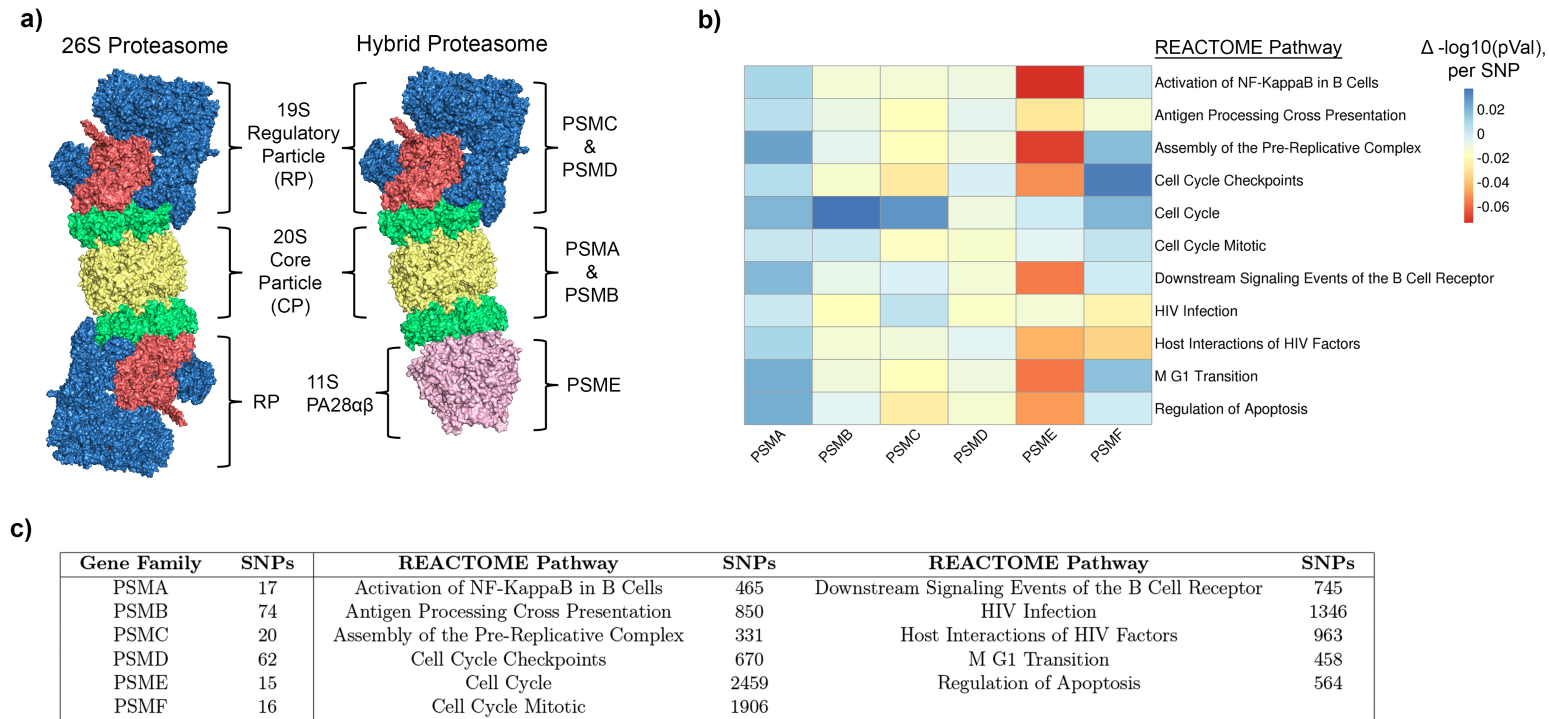 a)
26S Proteasome
Hybrid Proteasome
19S
Regulatory
Particle
(RP)
PSMC
&
PSMD
20S
Core
Particle
(CP)
PSMA
&
PSMB
RP
11S
PA28αβ
PSME
b)
REACTOME Pathway
Δ -log10(pVal),
per SNP
Activation of NF-KappaB in B Cells
Antigen Processing Cross Presentation
Assembly of the Pre-Replicative Complex
Cell Cycle Checkpoints
Cell Cycle
Cell Cycle Mitotic
Downstream Signaling Events of the B Cell Receptor
HIV Infection
Host Interactions of HIV Factors
M G1 Transition
Regulation of Apoptosis
0.02
0
-0.02
-0.04
-0.06
PSMA PSMB PSMC PSMD PSME PSMF
c)
Gene Family SNPs REACTOME Pathway SNPs REACTOME Pathway SNPs
PSMA 17 Activation of NF-KappaB in B Cells 465 Downstream Signaling Events of the B Cell Receptor 745
PSMB 74 Antigen Processing Cross Presentation 850 HIV Infection 1346
PSMC 20 Assembly of the Pre-Replicative Complex 331 Host Interactions of HIV Factors 963
PSMD 62 Cell Cycle Checkpoints 670 M G1 Transition 458
PSME 15 Cell Cycle 2459 Regulation of Apoptosis 564
PSMF 16 Cell Cycle Mitotic 1906